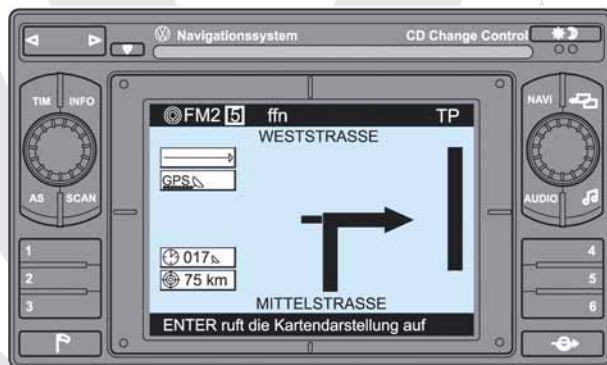 Navigationssystem CD Change Control
TIM INFO
NAVI
AS SCAN
AUDIO
1
2
3
4
5
6
FM2 5 ffn TP
WESTSTRASSE
GPS
017
75 km
MITTELSTRASSE
ENTER ruft die Kartendarstellung auf